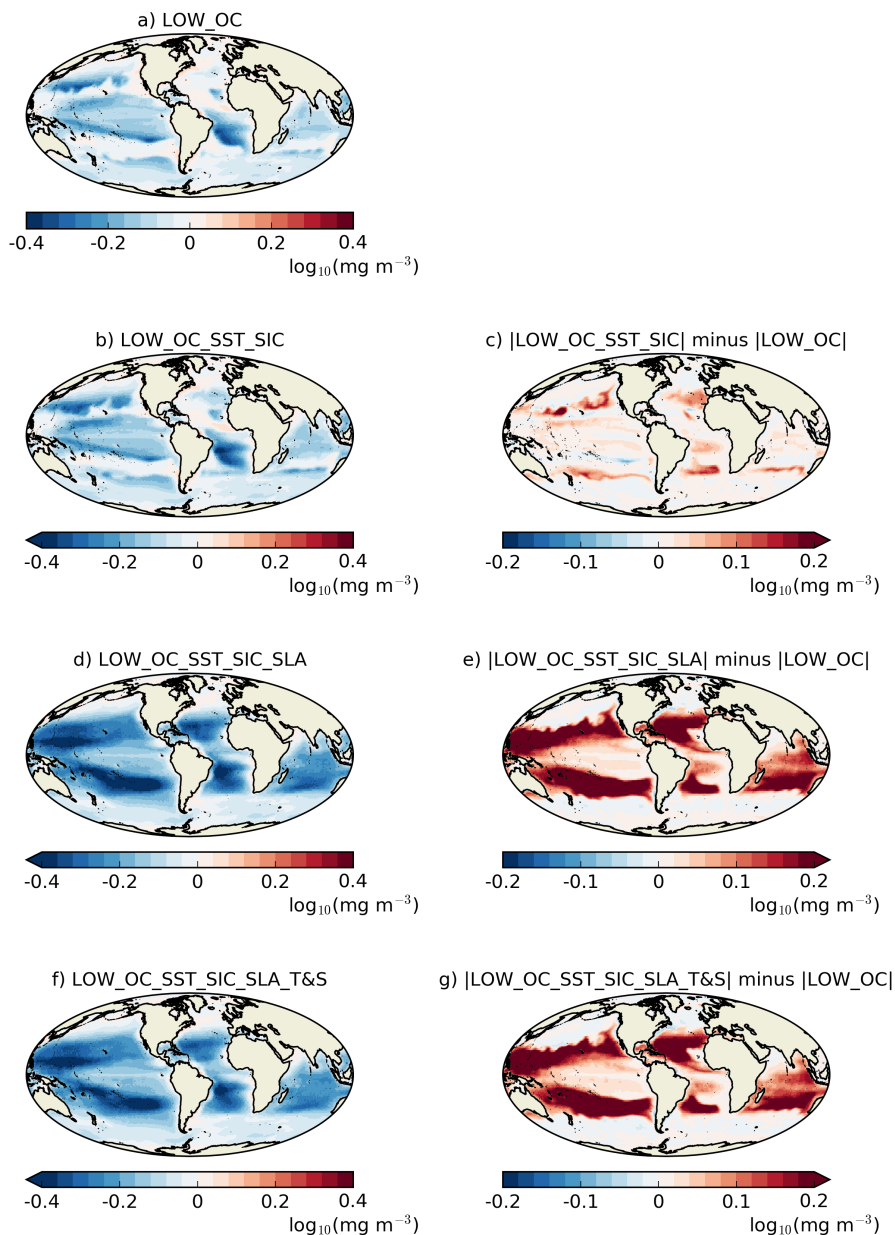 a) LOW_OC
-0.4 -0.2 0 0.2 0.4
log₁₀(mg m⁻³)
b) LOW_OC_SST_SIC
-0.4 -0.2 0 0.2 0.4
log₁₀(mg m⁻³)
c) |LOW_OC_SST_SIC| minus |LOW_OC|
-0.2 -0.1 0 0.1 0.2
log₁₀(mg m⁻³)
d) LOW_OC_SST_SIC_SLA
-0.4 -0.2 0 0.2 0.4
log₁₀(mg m⁻³)
e) |LOW_OC_SST_SIC_SLA| minus |LOW_OC|
-0.2 -0.1 0 0.1 0.2
log₁₀(mg m⁻³)
f) LOW_OC_SST_SIC_SLA_T&S
-0.4 -0.2 0 0.2 0.4
log₁₀(mg m⁻³)
g) |LOW_OC_SST_SIC_SLA_T&S| minus |LOW_OC|
-0.2 -0.1 0 0.1 0.2
log₁₀(mg m⁻³)